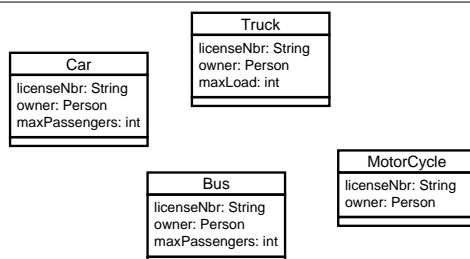 Truck
licenseNbr: String
owner: Person
maxLoad: int
Car
licenseNbr: String
owner: Person
maxPassengers: int
MotorCycle
licenseNbr: String
owner: Person
Bus
licenseNbr: String
owner: Person
maxPassengers: int